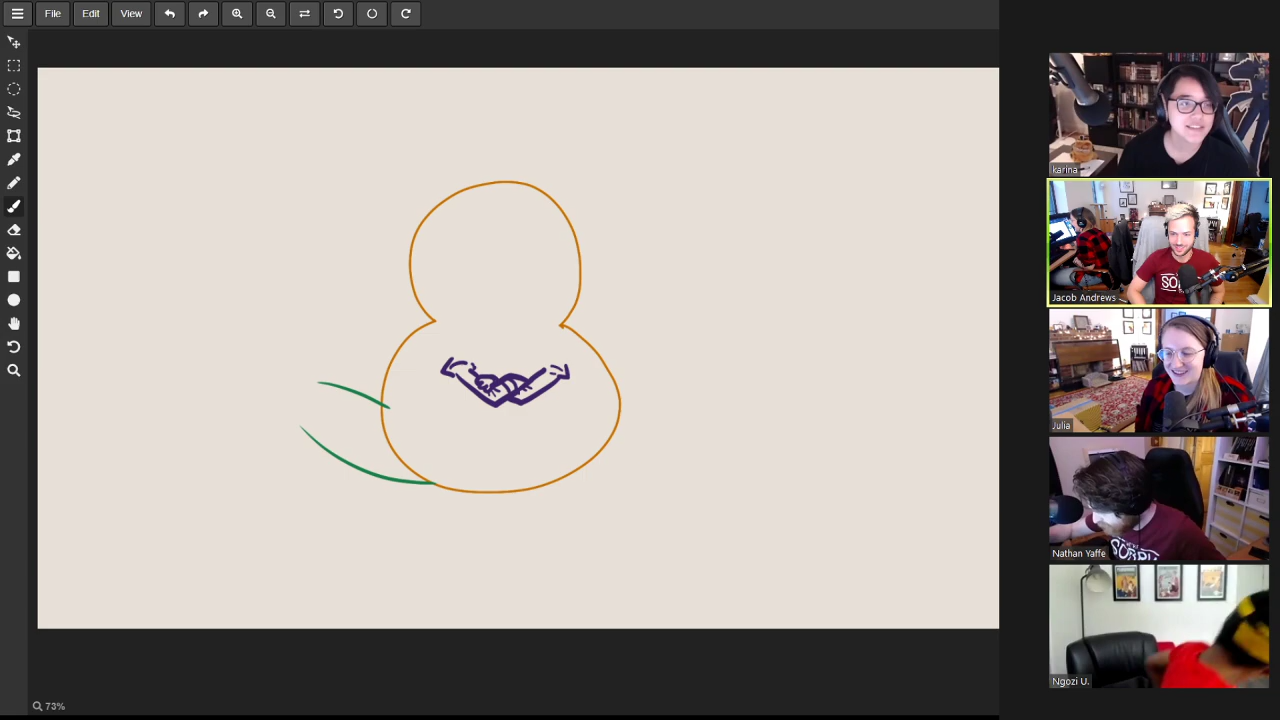 File Edit View
karina
Jacob Andrews
Julia
Nathan Yaffe
Ngozi U.
73%